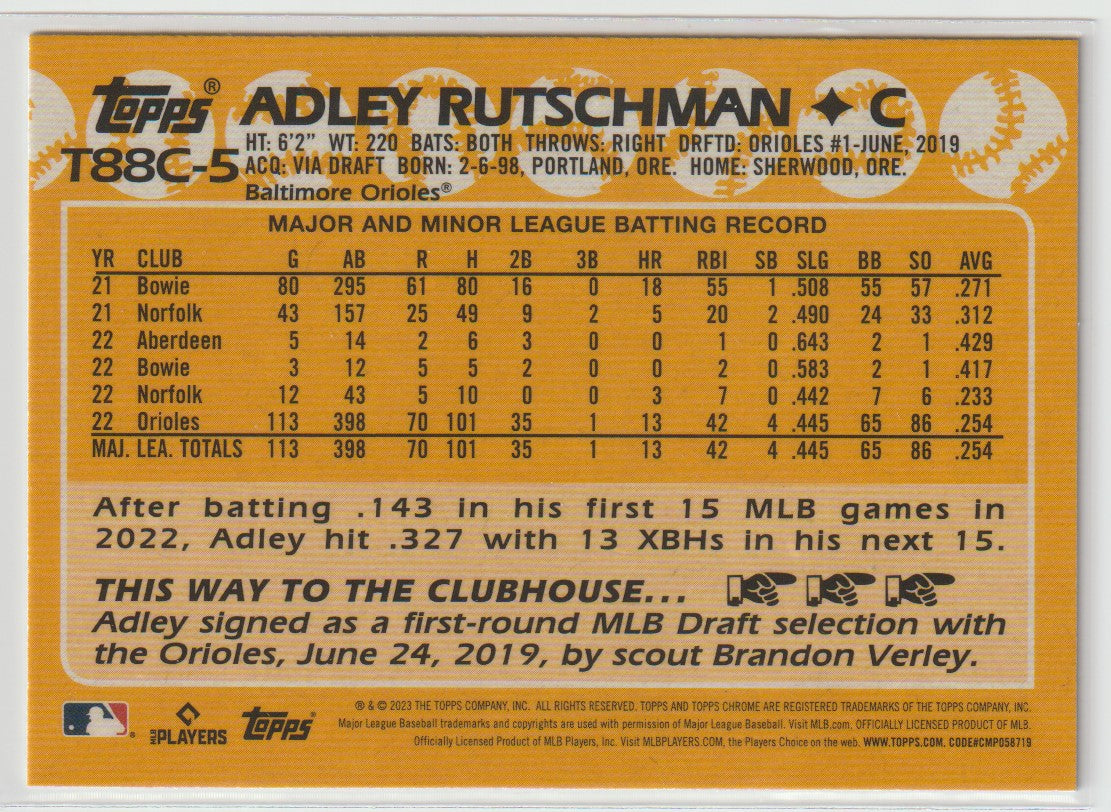 Topps®
ADLEY RUTSCHMAN ✦ C
T88C-5
HT: 6'2" WT: 220 BATS: BOTH THROWS: RIGHT DRFTD: ORIOLES #1-JUNE, 2019
ACQ: VIA DRAFT BORN: 2-6-98, PORTLAND, ORE. HOME: SHERWOOD, ORE.
Baltimore Orioles®
MAJOR AND MINOR LEAGUE BATTING RECORD
YR CLUB G AB R H 2B 3B HR RBI SB SLG BB SO AVG
21 Bowie 80 295 61 80 16 0 18 55 1 .508 55 57 .271
21 Norfolk 43 157 25 49 9 2 5 20 2 .490 24 33 .312
22 Aberdeen 5 14 2 6 3 0 0 1 0 .643 2 1 .429
22 Bowie 3 12 5 5 2 0 0 2 0 .583 2 1 .417
22 Norfolk 12 43 5 10 0 0 3 7 0 .442 7 6 .233
22 Orioles 113 398 70 101 35 1 13 42 4 .445 65 86 .254
MAJ. LEA. TOTALS 113 398 70 101 35 1 13 42 4 .445 65 86 .254
After batting .143 in his first 15 MLB games in
2022, Adley hit .327 with 13 XBHs in his next 15.
THIS WAY TO THE CLUBHOUSE...
Adley signed as a first-round MLB Draft selection with
the Orioles, June 24, 2019, by scout Brandon Verley.
MLB PLAYERS
Topps®
® & © 2023 THE TOPPS COMPANY, INC. ALL RIGHTS RESERVED. TOPPS AND TOPPS CHROME ARE REGISTERED TRADEMARKS OF THE TOPPS COMPANY, INC.
Major League Baseball trademarks and copyrights are used with permission of Major League Baseball. Visit MLB.com. OFFICIALLY LICENSED PRODUCT OF MLB.
Officially Licensed Product of MLB Players, Inc. Visit MLBPLAYERS.COM, the Players Choice on the web. WWW.TOPPS.COM. CODE#CMP058719